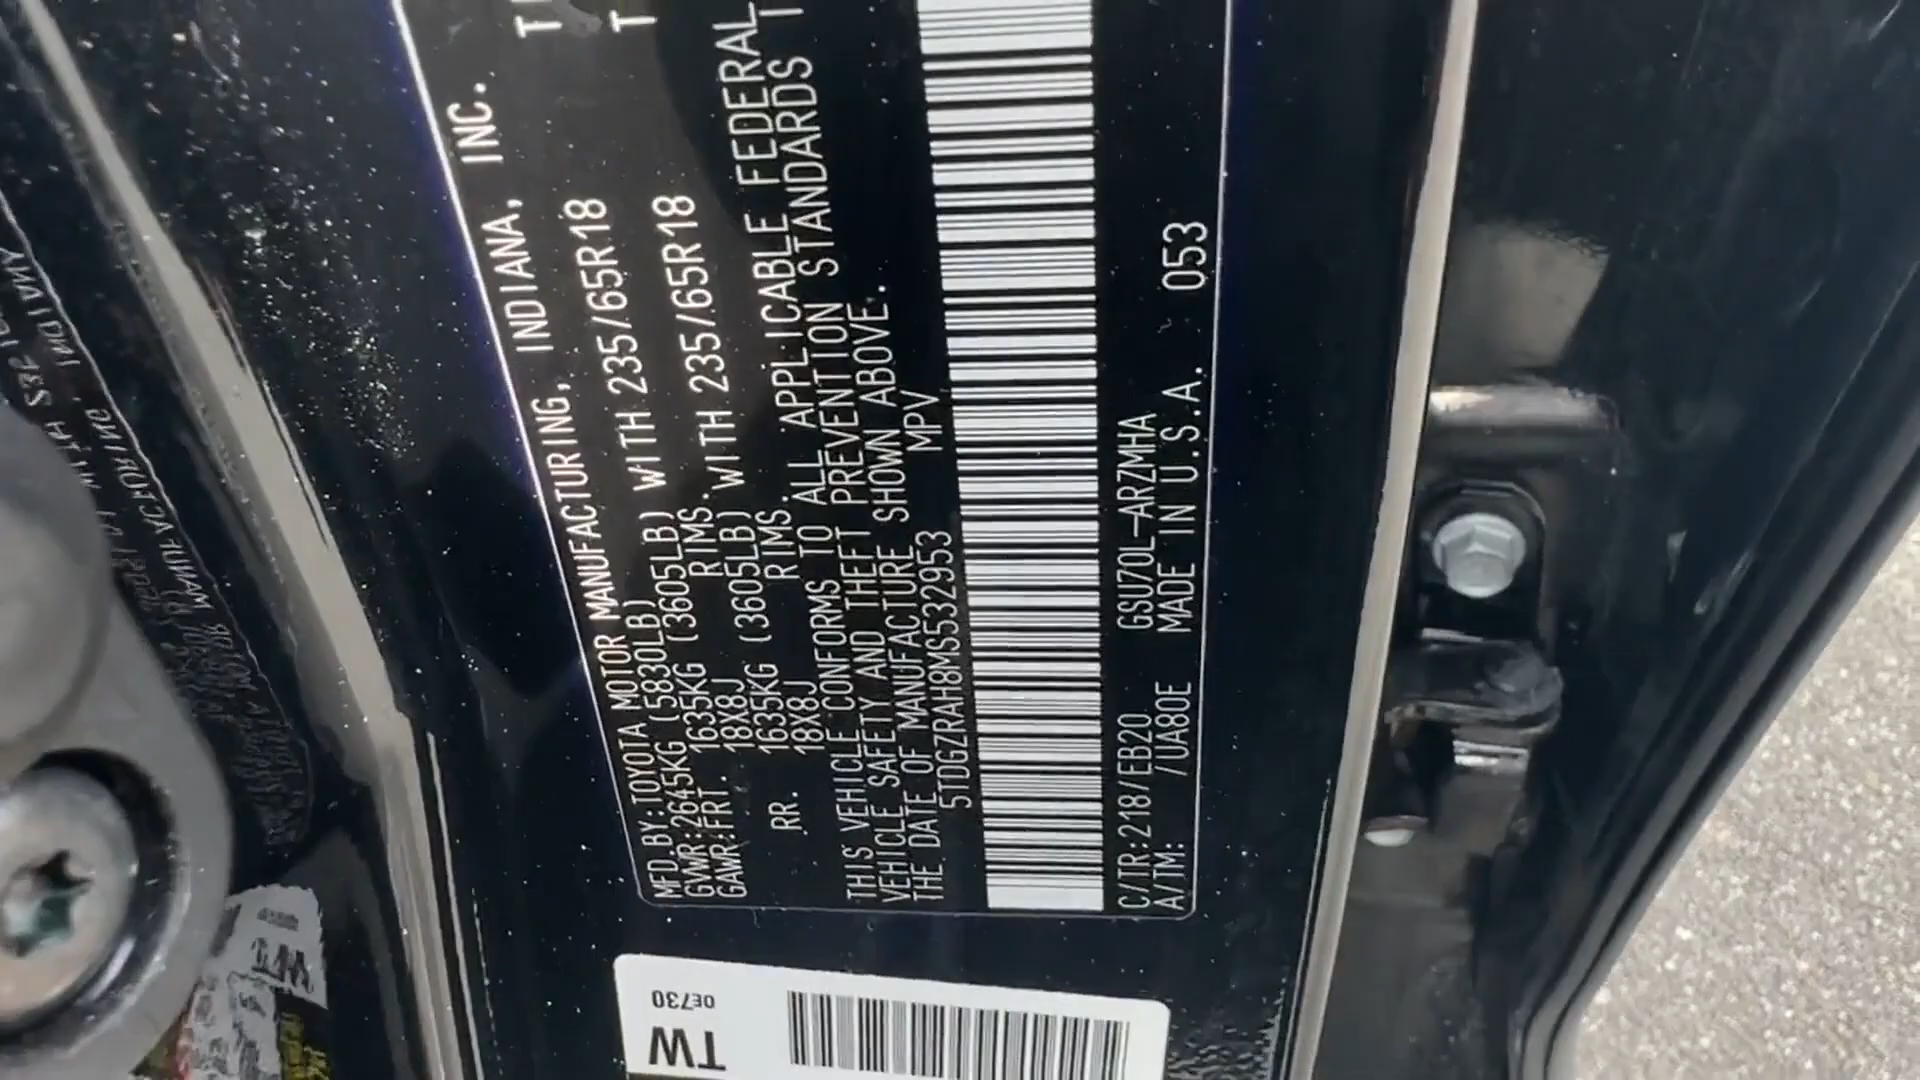 MFD.BY:TOYOTA MOTOR MANUFACTURING, INDIANA, INC.
GVWR:2645KG(5830LB)
GAWR:FRT. 1635KG (3605LB) WITH 235/65R18
18X8J RIMS.
RR. 1635KG (3605LB) WITH 235/65R18
18X8J RIMS.
THIS VEHICLE CONFORMS TO ALL APPLICABLE FEDERAL
VEHICLE SAFETY AND THEFT PREVENTION STANDARDS
THE DATE OF MANUFACTURE SHOWN ABOVE.
5TDGZRAH8MS532953 MPV
C/TR:218/EB20 GSU70L-ARZMHA
A/TM: /UA80E MADE IN U.S.A. 053
0E730
TW